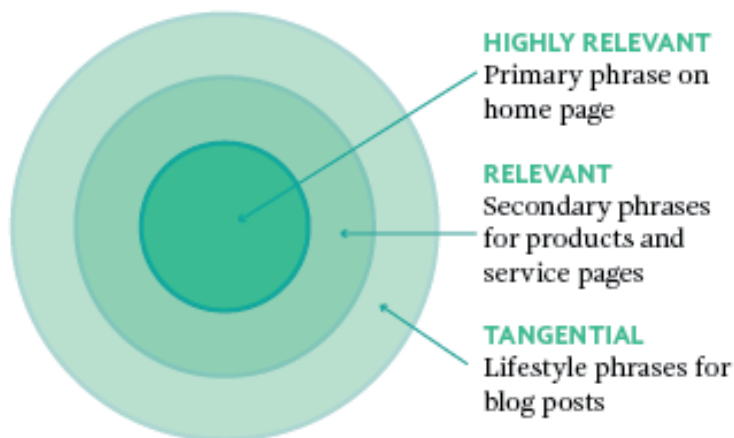 HIGHLY RELEVANT
Primary phrase on
home page
RELEVANT
Secondary phrases
for products and
service pages
TANGENTIAL
Lifestyle phrases for
blog posts